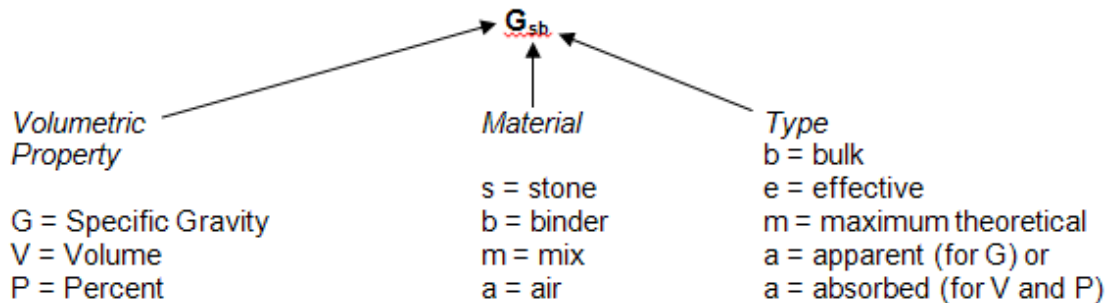 Gsb
Volumetric Property
G = Specific Gravity
V = Volume
P = Percent
Material
s = stone
b = binder
m = mix
a = air
Type
b = bulk
e = effective
m = maximum theoretical
a = apparent (for G) or
a = absorbed (for V and P)